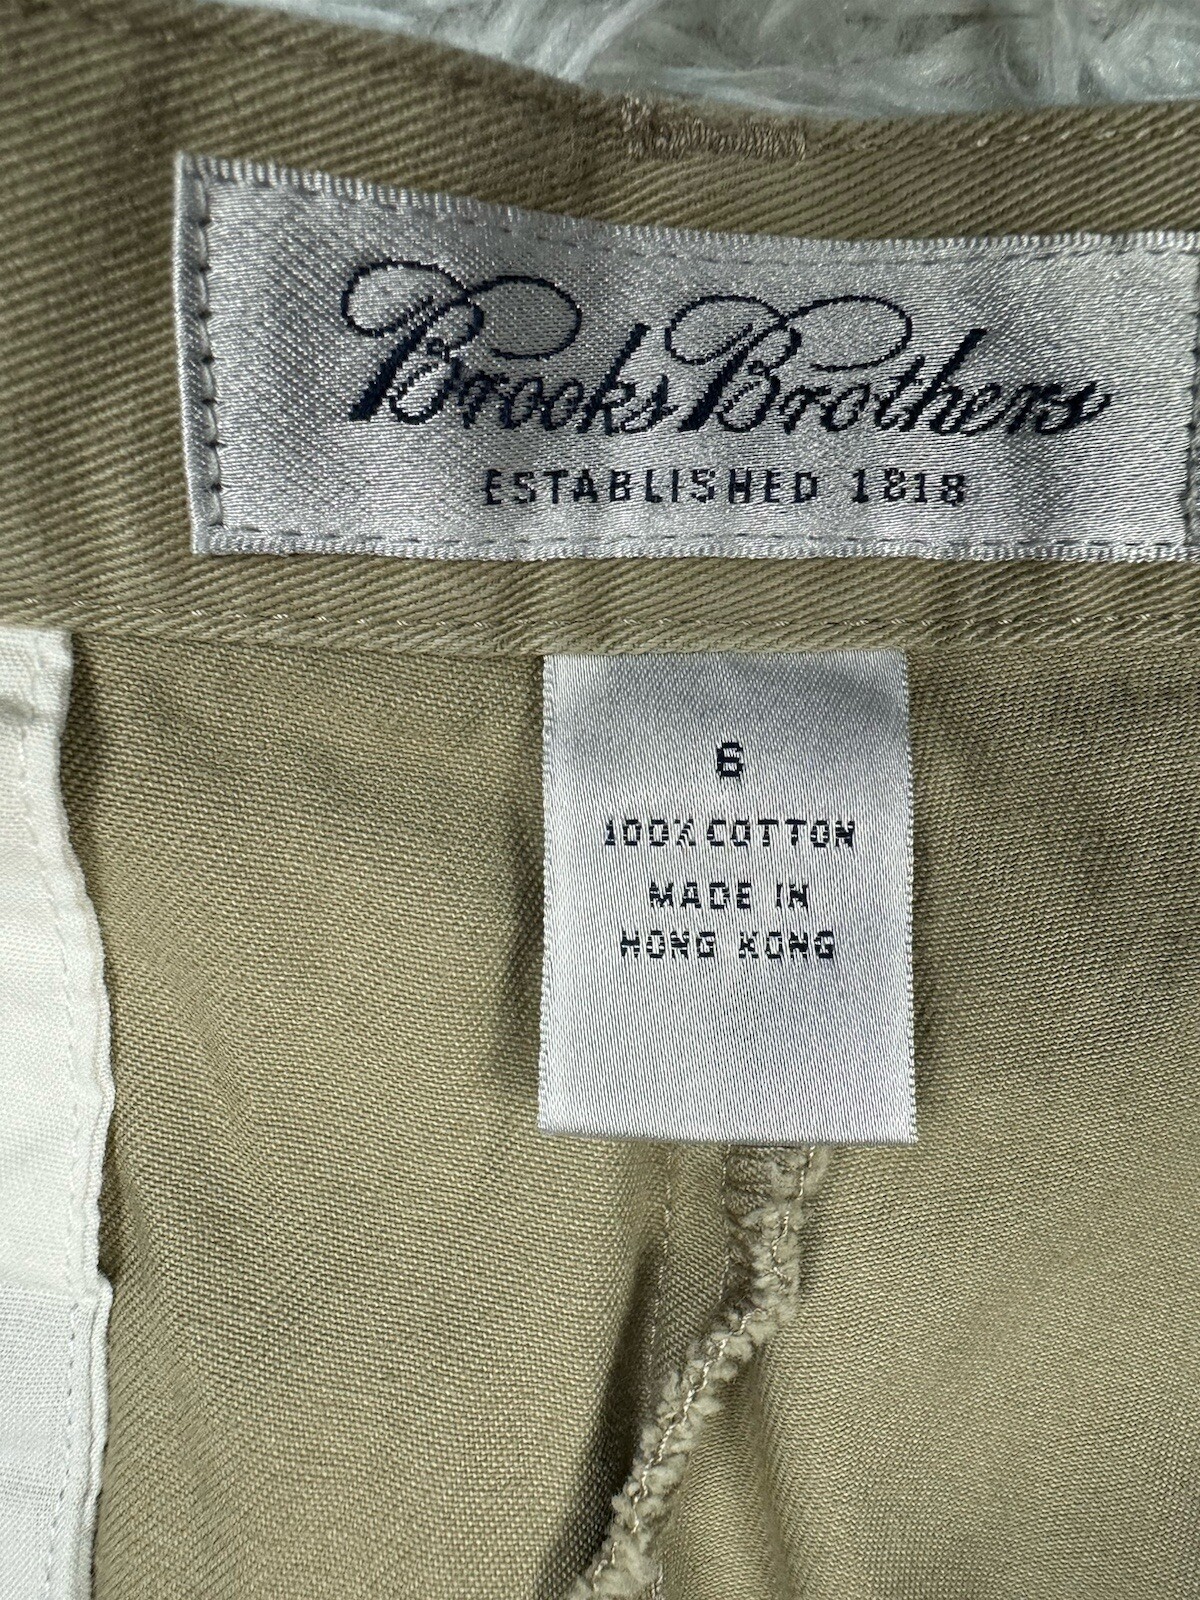 Brooks Brothers
ESTABLISHED 1818
6
100% COTTON
MADE IN
HONG KONG